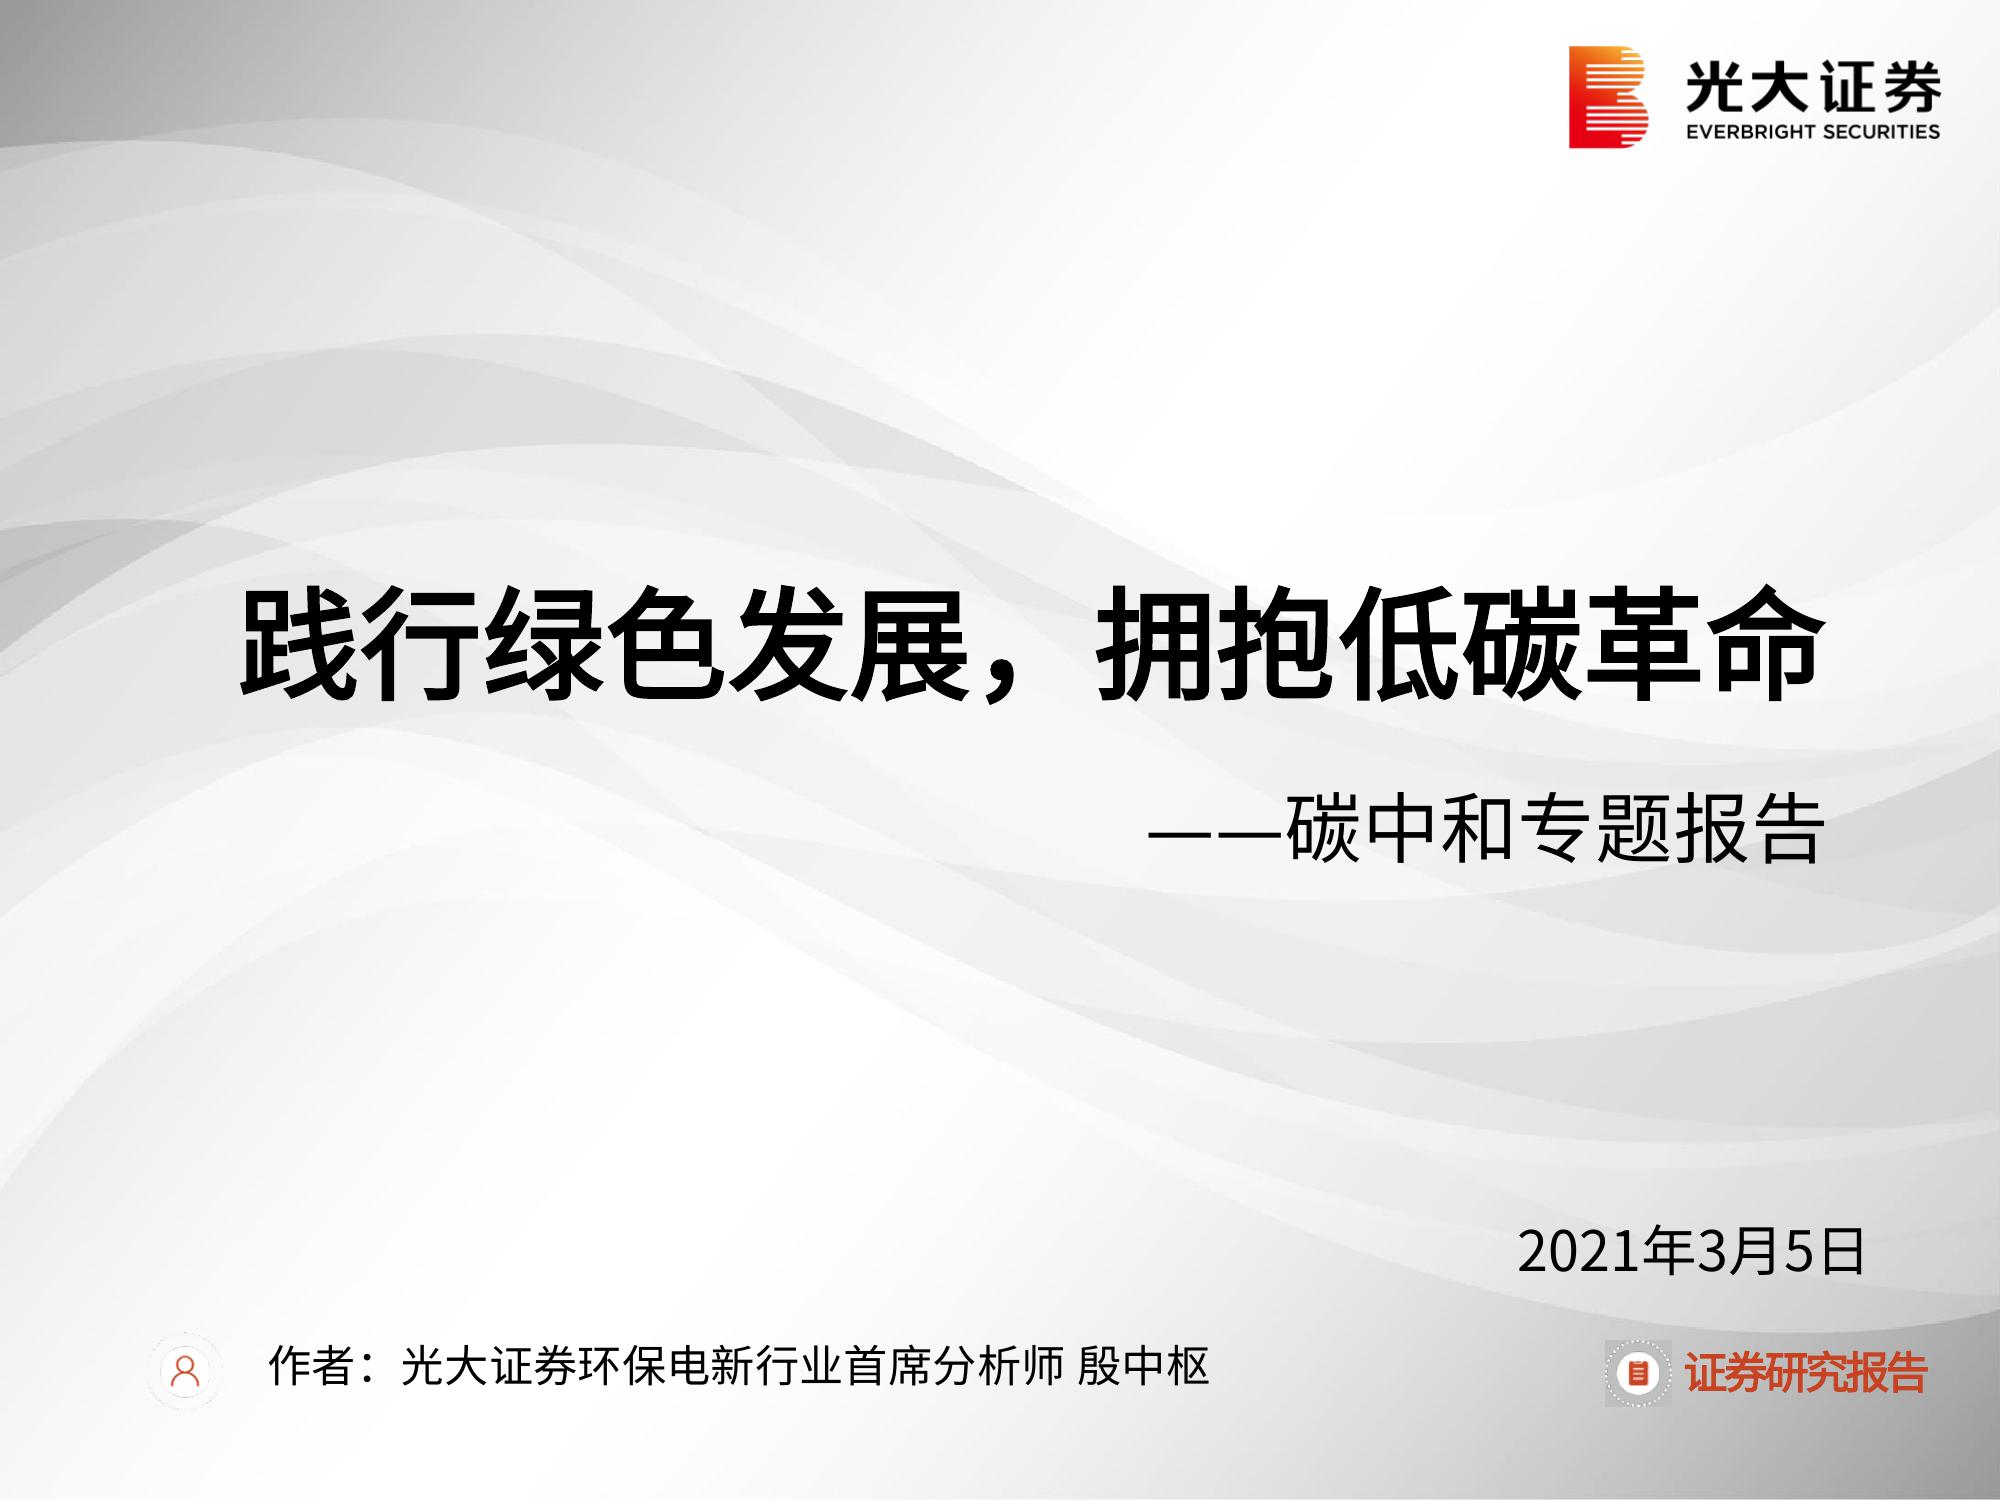 光大证券
EVERBRIGHT SECURITIES
践行绿色发展，拥抱低碳革命
——碳中和专题报告
2021年3月5日
作者：光大证券环保电新行业首席分析师 殷中枢
证券研究报告